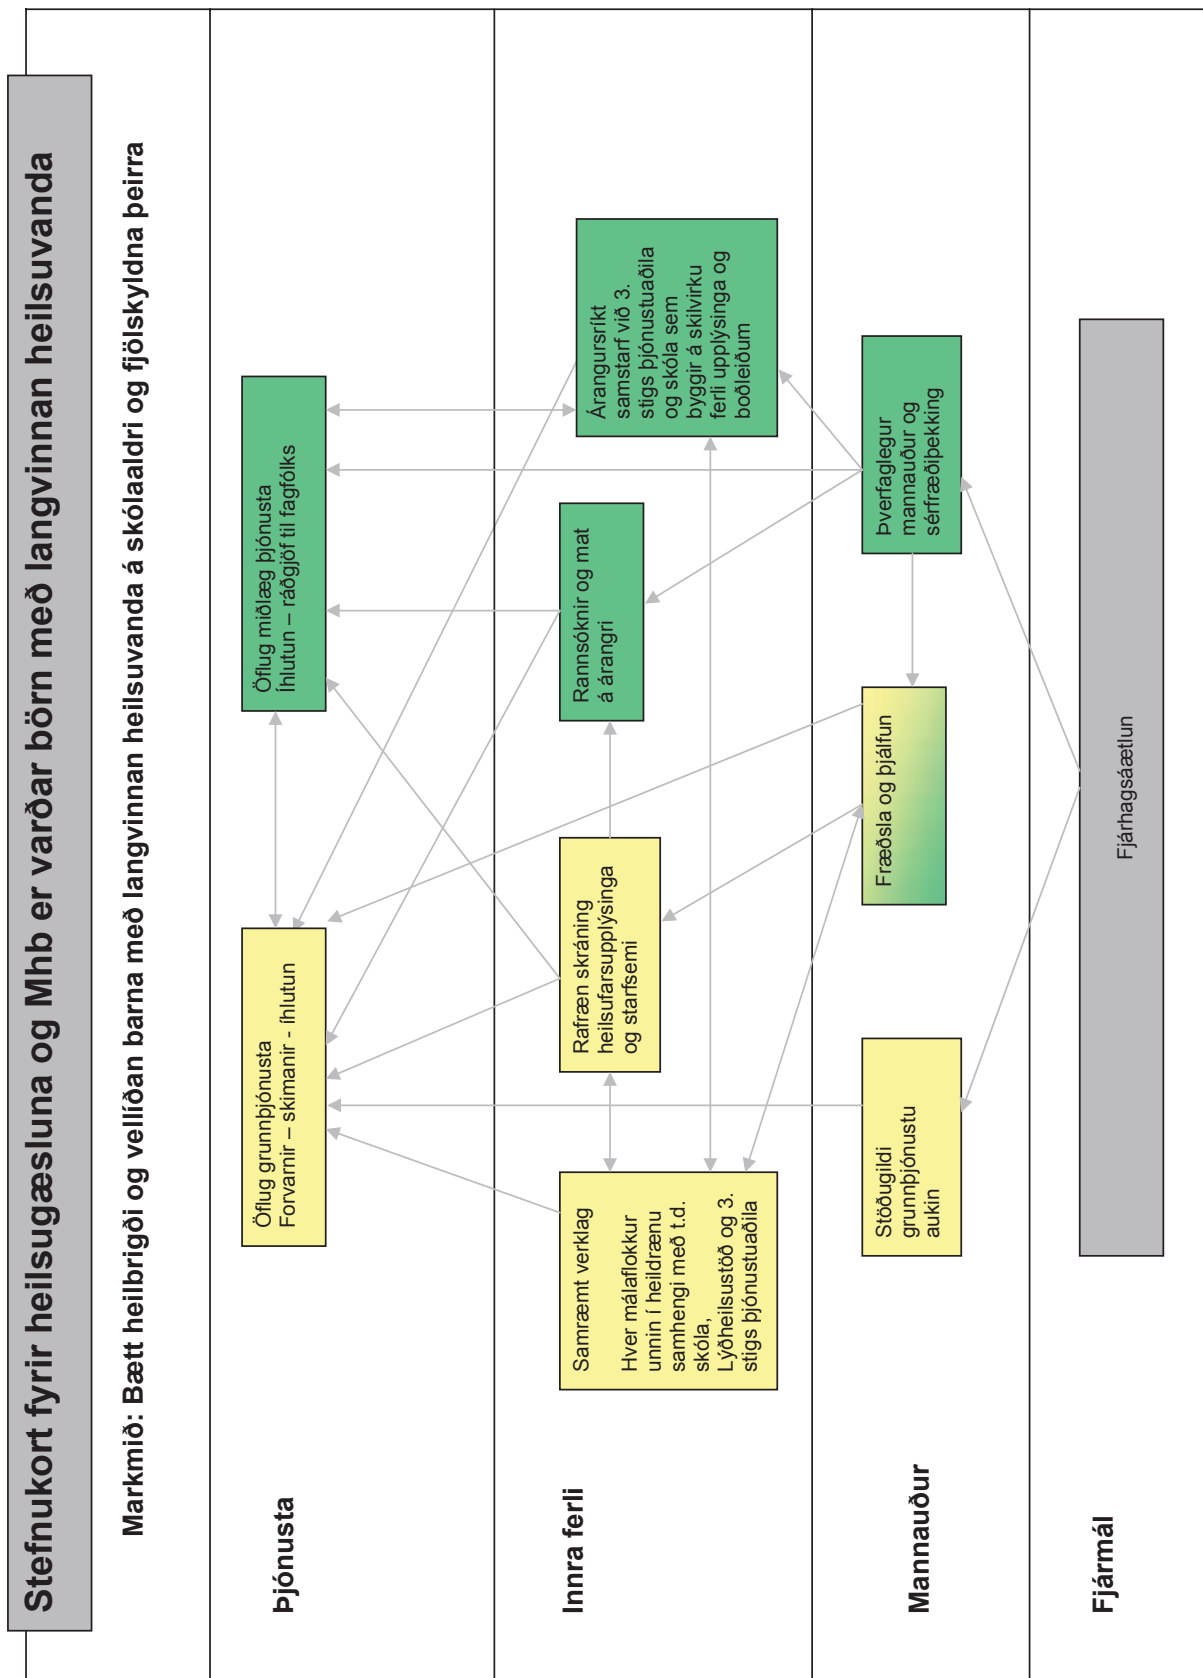 Stefnukort fyrir heilsugæsluna og Mhb er varðar börn með langvinnan heilsuvanda
Markmið: Bætt heilbrigði og vellíðan barna með langvinnan heilsuvanda á skólaaldri og fjölskyldna þeirra
Þjónusta
Öflug grunnþjónusta
Forvarnir – skimanir - íhlutun
Öflug miðlæg þjónusta
Íhlutun – ráðgjöf til fagfólks
Innra ferli
Samræmt verklag
Hver málaflokkur
unnin í heildrænu
samhengi með t.d.
skóla,
Lýðheilsustöð og 3.
stigs þjónustuaðila
Rafræn skráning
heilsufarsupplýsinga
og starfsemi
Rannsóknir og mat
á árangri
Árangursríkt
samstarf við 3.
stigs þjónustuaðila
og skóla sem
byggir á skilvirku
ferli upplýsinga og
boðleiðum
Mannauður
Stöðugildi
grunnþjónustu
aukin
Fræðsla og þjálfun
Þverfaglegur
mannauður og
sérfræðiþekking
Fjármál
Fjárhagsáætlun